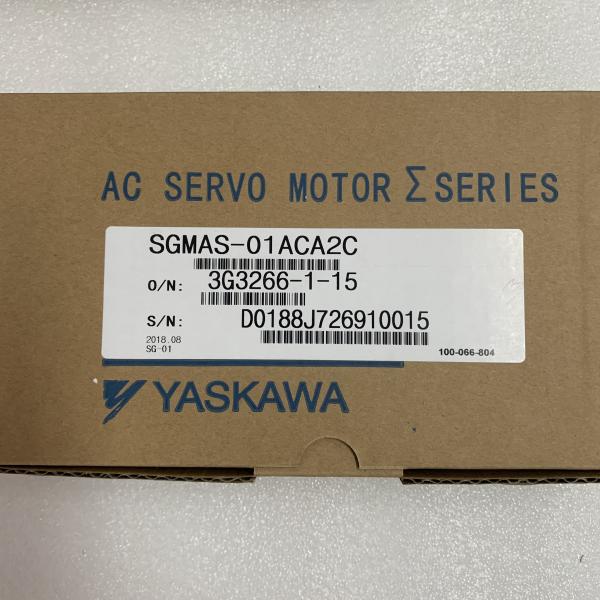 AC SERVO MOTOR Σ SERIES
SGMAS-01ACA2C
O/N: 3G3266-1-15
S/N: D0188J726910015
2018.08
SG-01
100-066-804
YASKAWA